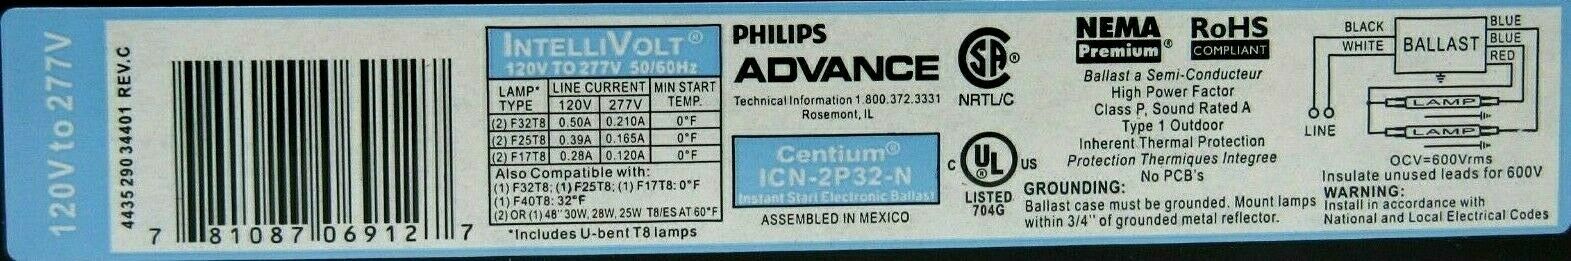 120V to 277V
443529034401 REV.C
7 81087 06912 7
INTELLIVOLT®
120V TO 277V 50/60Hz
LAMP* TYPE LINE CURRENT MIN START TEMP.
120V 277V
(2) F32T8 0.50A 0.210A 0°F
(2) F25T8 0.39A 0.165A 0°F
(2) F17T8 0.28A 0.120A 0°F
Also Compatible with:
(1) F32T8; (1) F25T8; (1) F17T8: 0°F
(1) F40T8: 32°F
(2) OR (1) 48" 30W, 28W, 25W T8/ES AT 60°F
*Includes U-bent T8 lamps
PHILIPS
ADVANCE
Technical Information 1.800.372.3331
Rosemont, IL
Centium®
ICN-2P32-N
Instant Start Electronic Ballast
ASSEMBLED IN MEXICO
CSA®
NRTL/C
C UL® US
LISTED
704G
NEMA
Premium®
RoHS
COMPLIANT
Ballast a Semi-Conducteur
High Power Factor
Class P, Sound Rated A
Type 1 Outdoor
Inherent Thermal Protection
Protection Thermiques Integree
No PCB's
GROUNDING:
Ballast case must be grounded. Mount lamps
within 3/4" of grounded metal reflector.
BLACK
WHITE
LINE
BALLAST
BLUE
BLUE
RED
LAMP
LAMP
OCV=600Vrms
Insulate unused leads for 600V
WARNING:
Install in accordance with
National and Local Electrical Codes